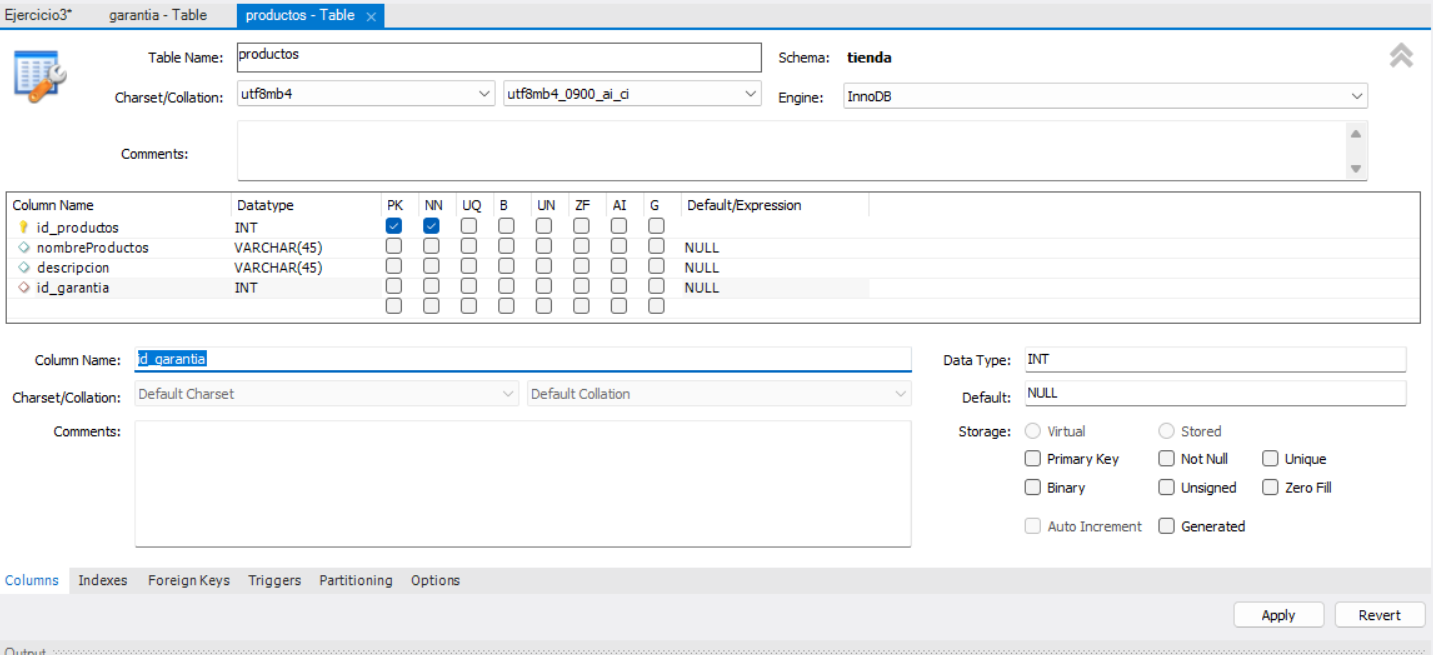 Ejercicio3* garantia - Table productos - Table ×
Table Name: productos Schema: tienda
Charset/Collation: utf8mb4 utf8mb4_0900_ai_ci Engine: InnoDB
Comments:
Column Name Datatype PK NN UQ B UN ZF AI G Default/Expression
id_productos INT
nombreProductos VARCHAR(45) NULL
descripcion VARCHAR(45) NULL
id_garantia INT NULL
Column Name: id_garantia Data Type: INT
Charset/Collation: Default Charset Default Collation Default: NULL
Comments: Storage: Virtual Stored
Primary Key Not Null Unique
Binary Unsigned Zero Fill
Auto Increment Generated
Columns Indexes Foreign Keys Triggers Partitioning Options
Apply Revert
Output